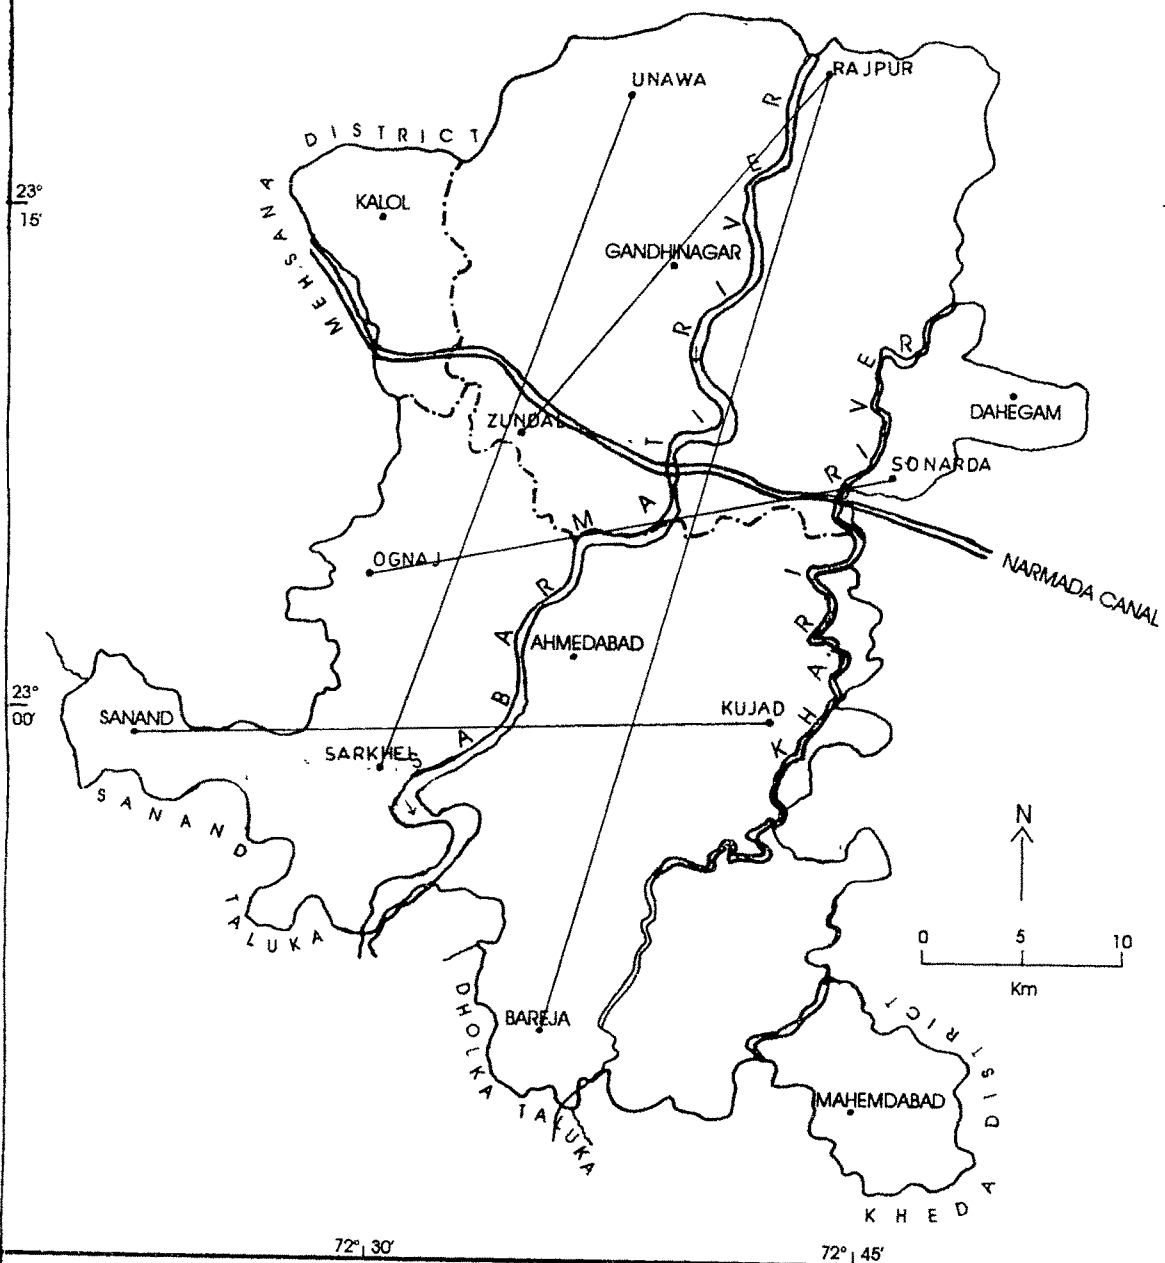 RAJPUR
UNAWA
MEHSANA DISTRICT
23°
15'
KALOL
GANDHINAGAR
DAHEGAM
ZUNDAL
SONARDA
OGNAJ
NARMADA CANAL
SABARMATI RIVER
KHARI RIVER
AHMEDABAD
23°
00'
SANAND
KUJAD
SARKHEJ
SANAND TALUKA
N
0 5 10
Km
BAREJA
DHOLKA TALUKA
MAHEMDABAD
KHEDA DISTRICT
72° 30'
72° 45'